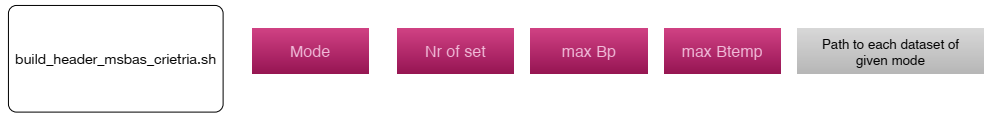 build_header_msbas_crietria.sh
Mode
Nr of set
max Bp
max Btemp
Path to each dataset of
given mode